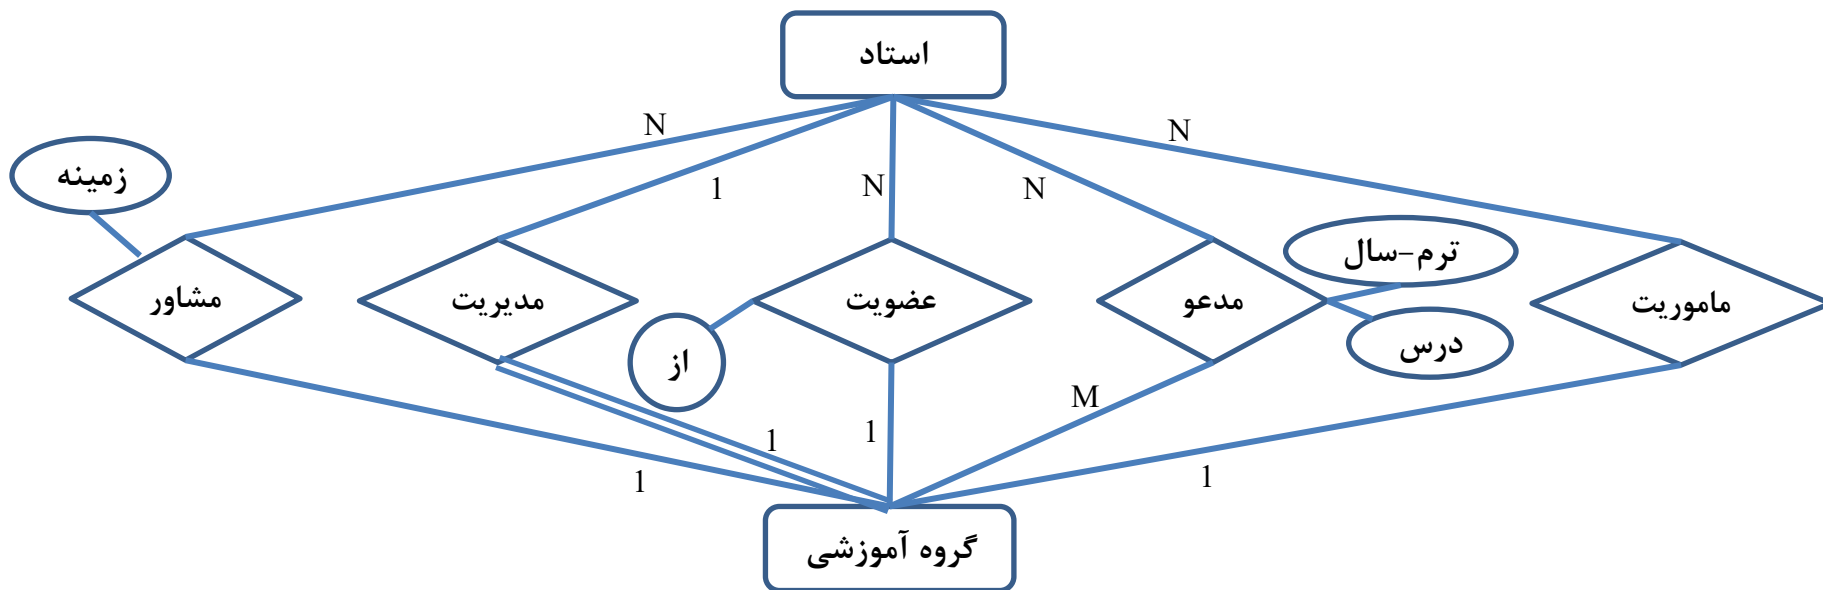 استاد
N
N
1
N
N
زمینه
ترم-سال
مشاور
مدیریت
عضویت
مدعو
ماموریت
از
درس
M
1
1
1
1
گروه آموزشی